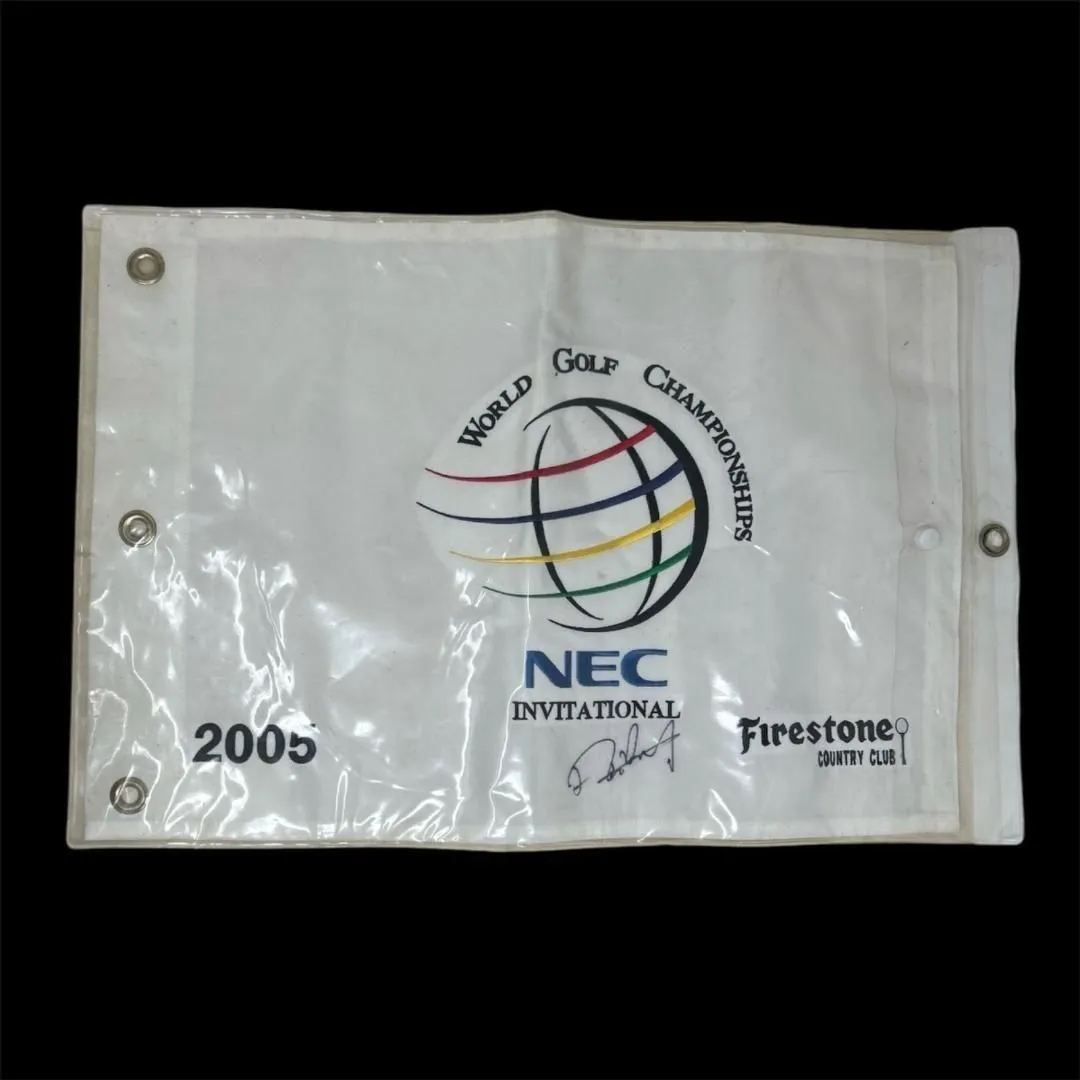 WORLD GOLF CHAMPIONSHIPS
NEC
INVITATIONAL
2005
Firestone
COUNTRY CLUB